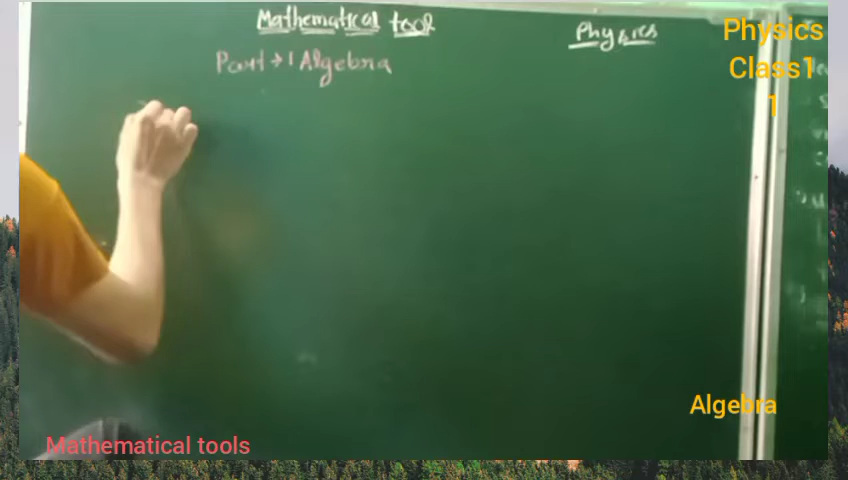 Mathematical tool
Physics
Part → 1 Algebra
Physics
Class1
1
Algebra
Mathematical tools